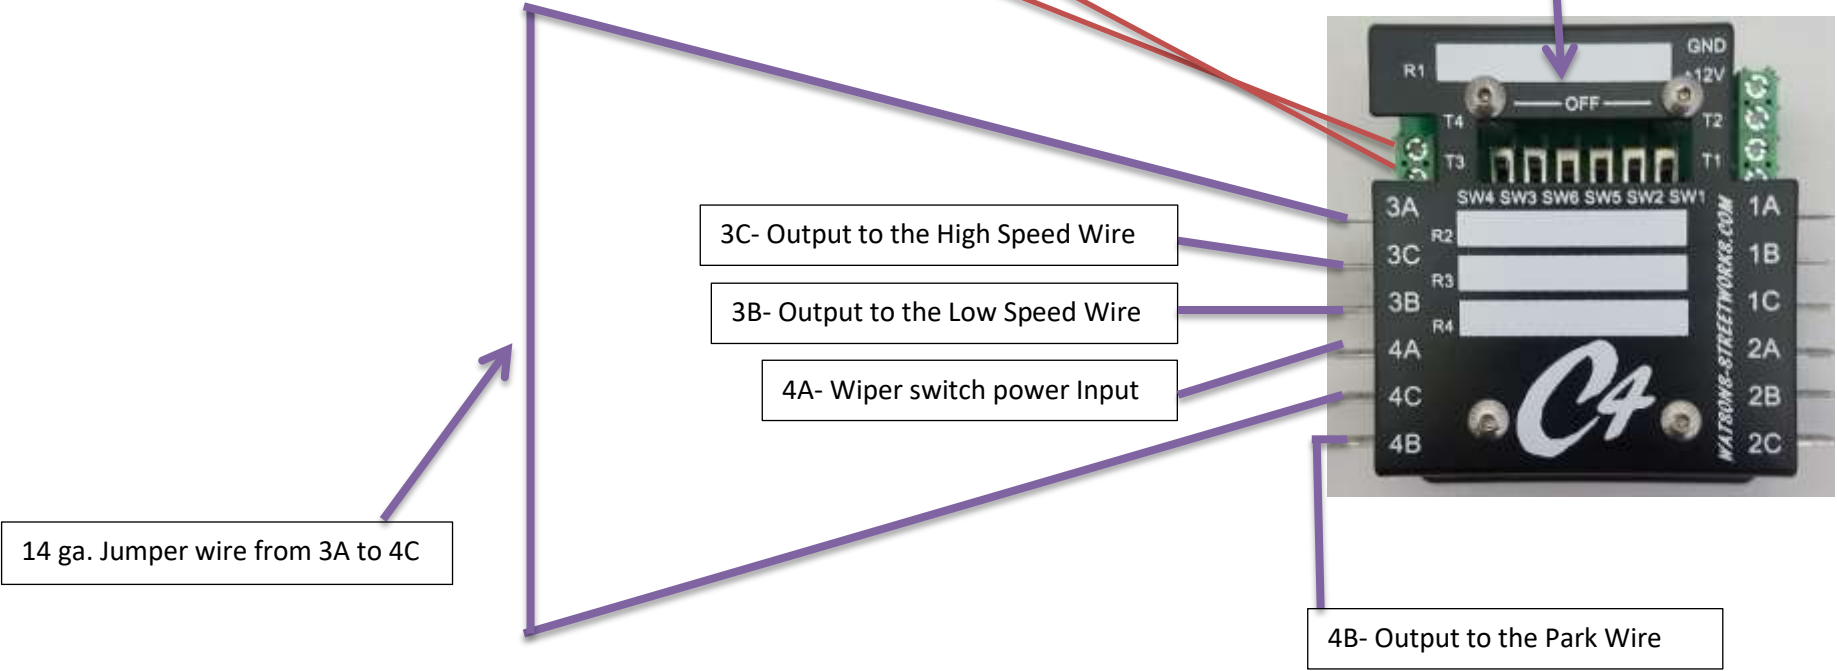 GND
R1
+12V
OFF
T4
T2
T3
T1
SW4 SW3 SW6 SW5 SW2 SW1
3A
1A
R2
3C- Output to the High Speed Wire
3C
1B
R3
3B- Output to the Low Speed Wire
3B
1C
R4
4A
2A
4A- Wiper switch power Input
4C
2B
4B
2C
C4
WATSONS-STREETWORKS.COM
14 ga. Jumper wire from 3A to 4C
4B- Output to the Park Wire